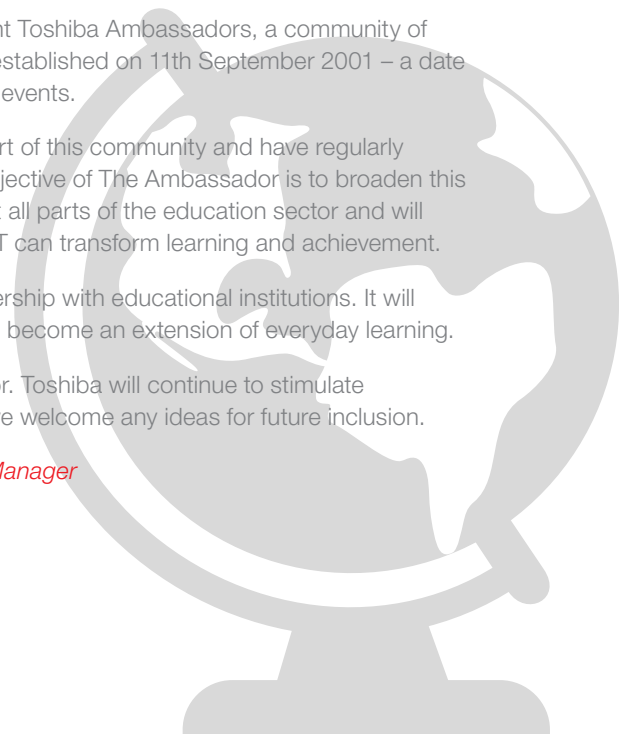 nt Toshiba Ambassadors, a community of
established on 11th September 2001 – a date
events.
rt of this community and have regularly
jective of The Ambassador is to broaden this
all parts of the education sector and will
T can transform learning and achievement.
ership with educational institutions. It will
become an extension of everyday learning.
or. Toshiba will continue to stimulate
e welcome any ideas for future inclusion.
Manager